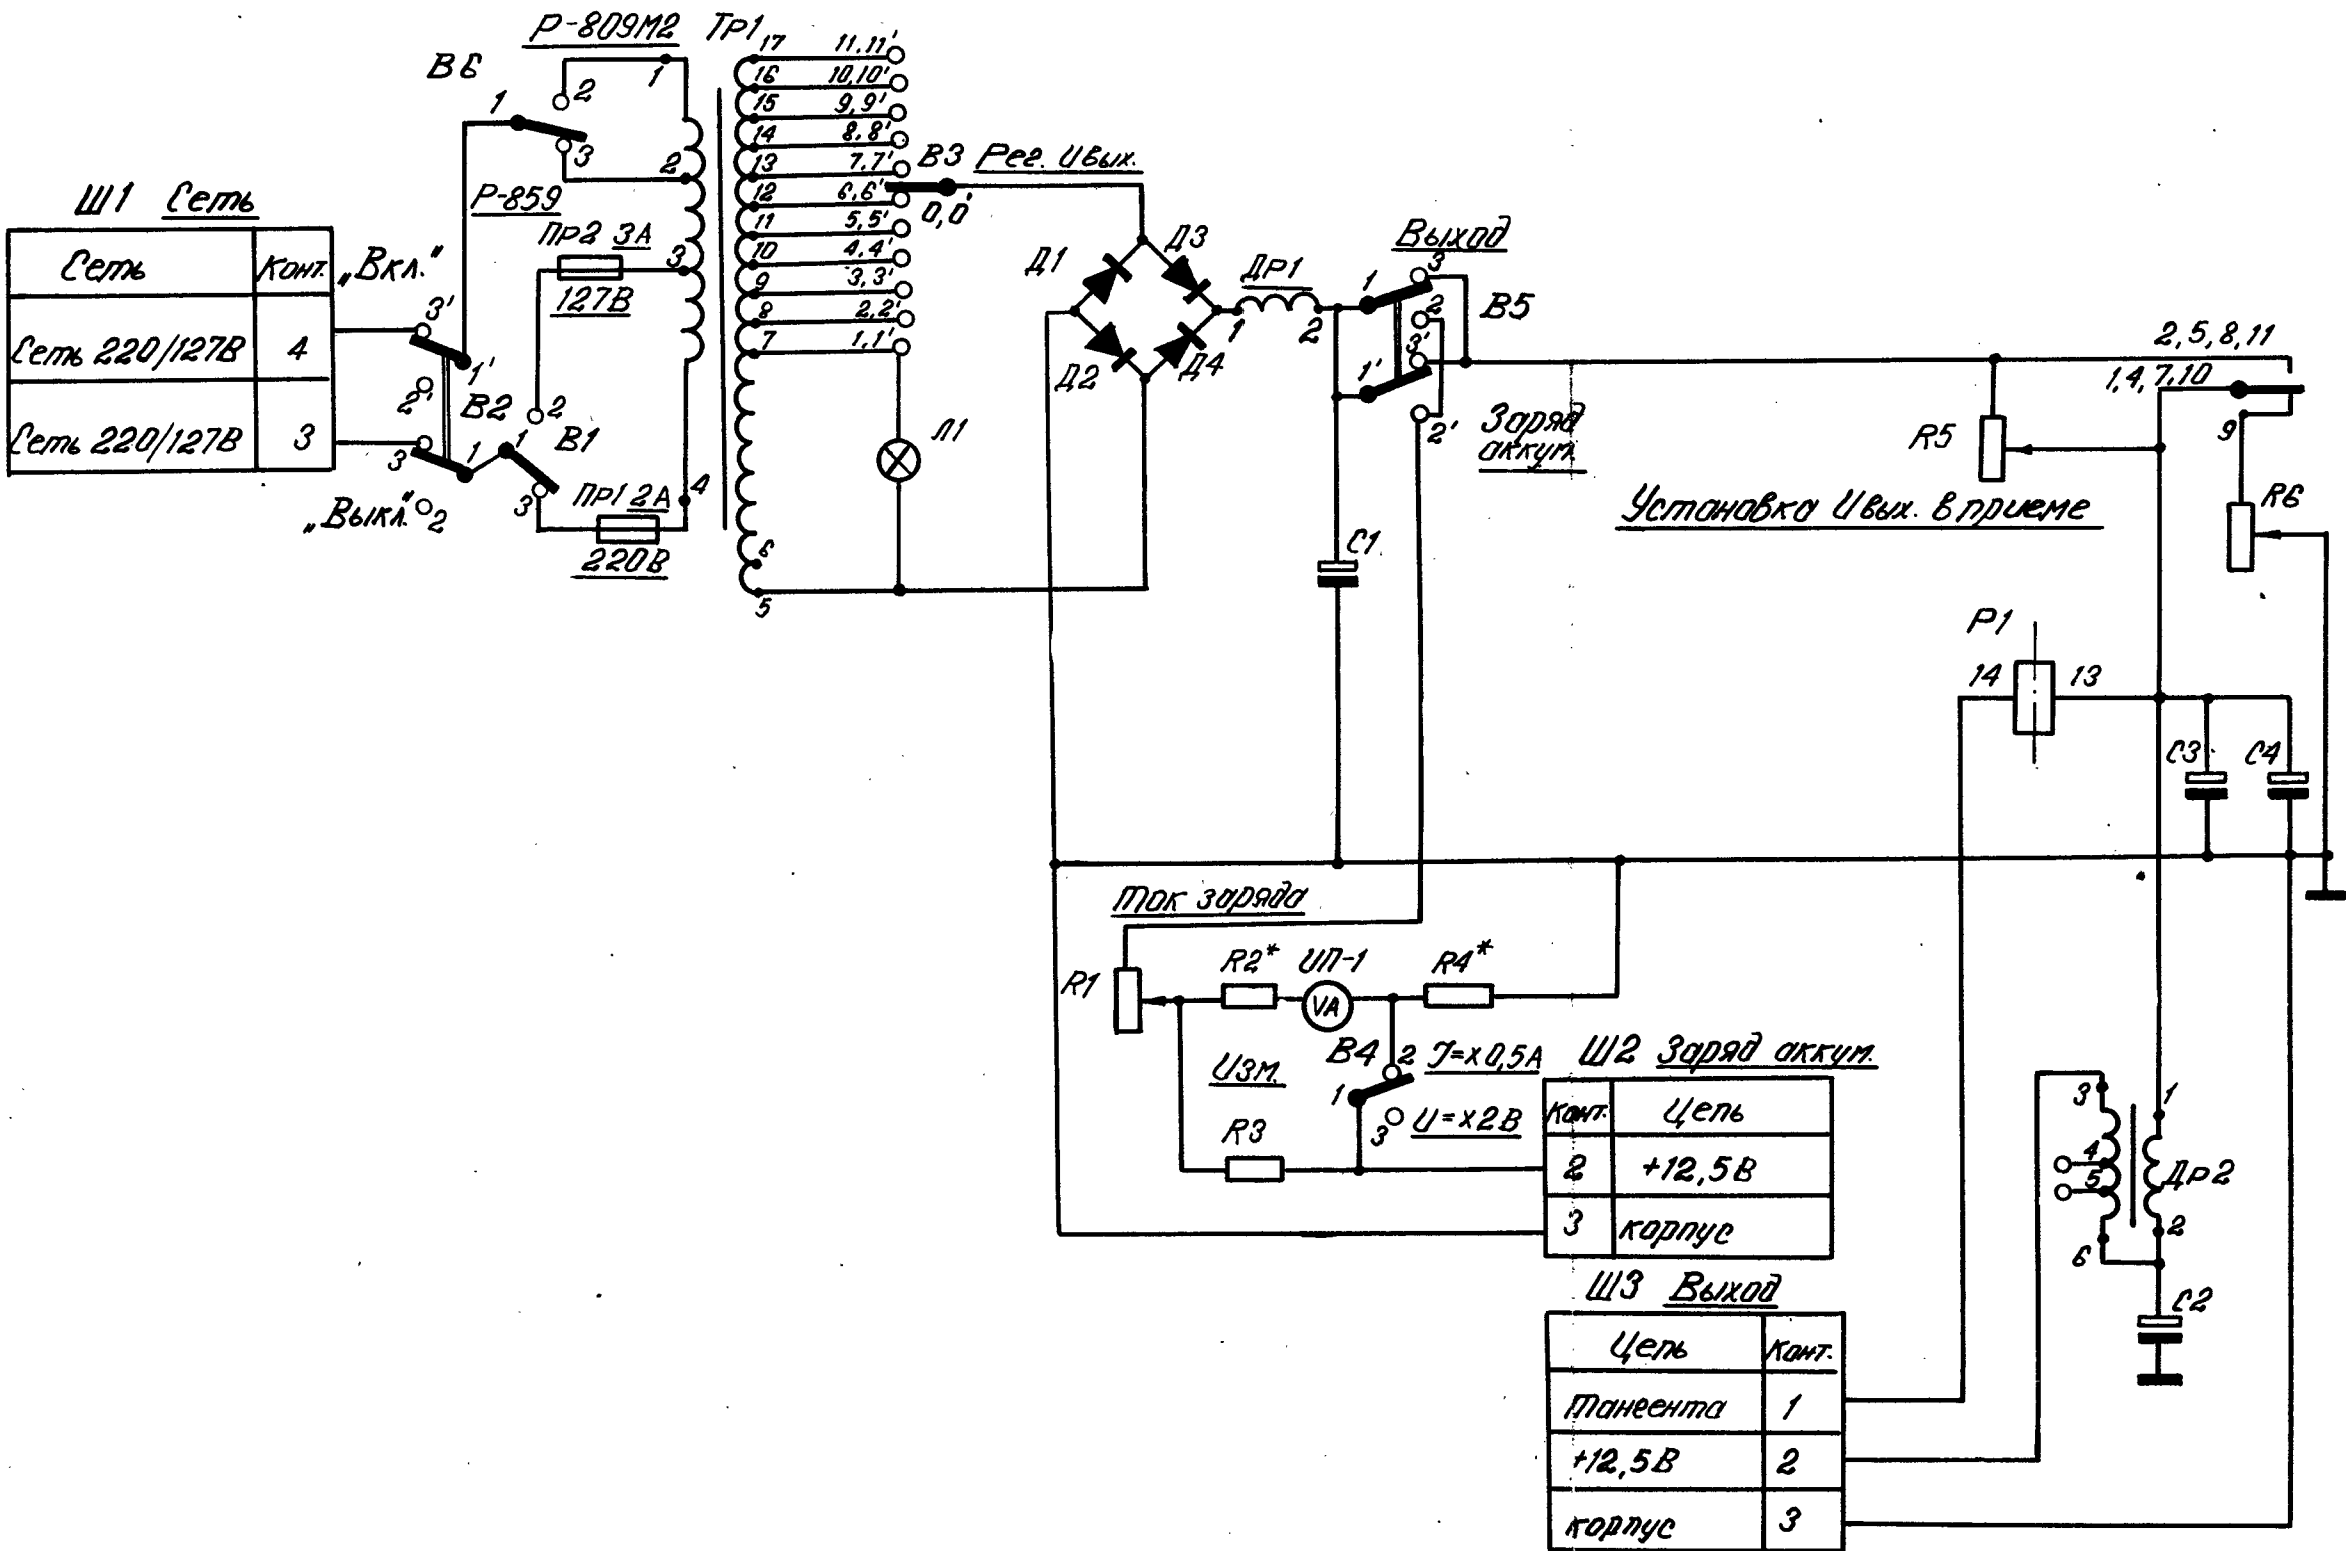 Р-809М2
Тр1
В6
1
2
3
1
2
Р-859
Ш1 Сеть
Сеть
Конт.
Сеть 220/127В
4
Сеть 220/127В
3
„Вкл.“
3'
1'
2'
В2
3
1
„Выкл.“
2
Пр2 3А
127В
3
2
1
В1
3
Пр1 2А
220В
4
17
11,11'
16
10,10'
15
9,9'
14
8,8'
13
7,7'
12
6,6'
11
5,5'
10
4,4'
9
3,3'
8
2,2'
7
1,1'
6
5
В3 Рег. Uвых.
0,0'
Л1
Д1
Д3
Д2
Д4
Др1
1
2
Выход
1
3
2
В5
3'
1'
2'
Заряд
аккум.
С1
2,5,8,11
1,4,7,10
9
R5
R6
Установка Uвых. в приеме
Р1
14
13
С3
С4
Ток заряда
R1
R2*
ИП-1
VA
R4*
Изм.
В4
2
J=х0,5А
1
3
U=х2В
R3
Ш2 Заряд аккум.
Конт.
Цепь
2
+12,5В
3
корпус
3
1
4
5
Др2
6
2
С2
Ш3 Выход
Цепь
Конт.
Тангента
1
+12,5В
2
корпус
3